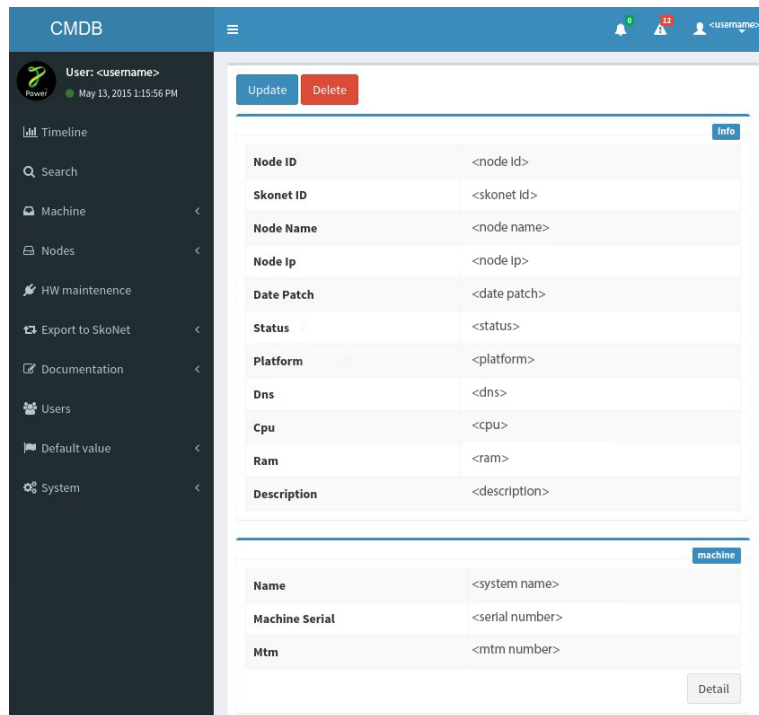 CMDB
0
12
<username>
User: <username>
May 13, 2015 1:15:56 PM
Power
Timeline
Search
Machine
Nodes
HW maintenence
Export to SkoNet
Documentation
Users
Default value
System
Update Delete
Info
Node ID <node id>
Skonet ID <skonet id>
Node Name <node name>
Node Ip <node ip>
Date Patch <date patch>
Status <status>
Platform <platform>
Dns <dns>
Cpu <cpu>
Ram <ram>
Description <description>
machine
Name <system name>
Machine Serial <serial number>
Mtm <mtm number>
Detail